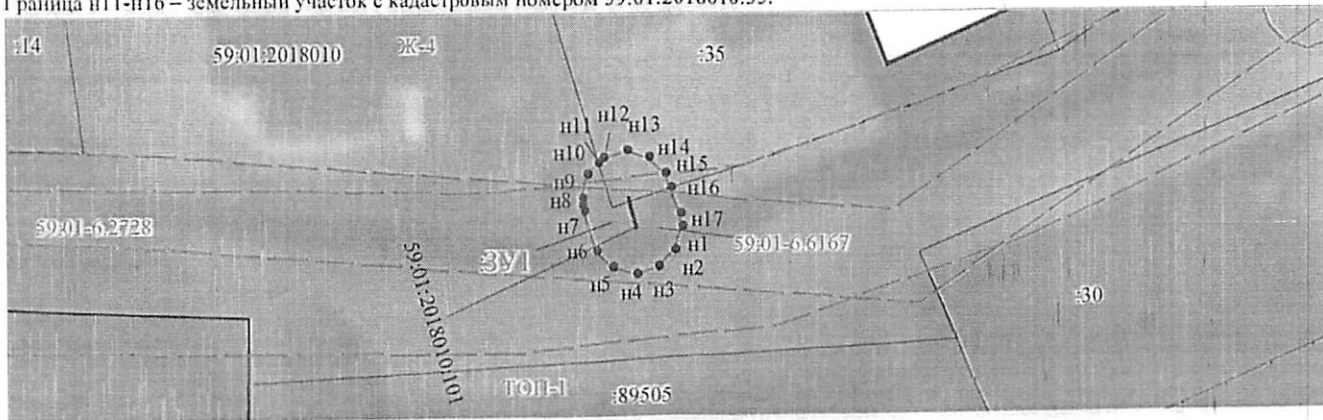 Граница н11-н16 – земельный участок с кадастровым номером 59:01:2018010:35.
:14
59:01:2018010
Ж-4
:35
н12
н11
н13
н10
н14
н15
н9
н16
н8
н7
н17
59:01-6.2728
н1
59:01-6.6167
н6
:ЗУ1
н2
н5
н4
н3
59:01:2018010:101
:30
ТОП-1
:89505